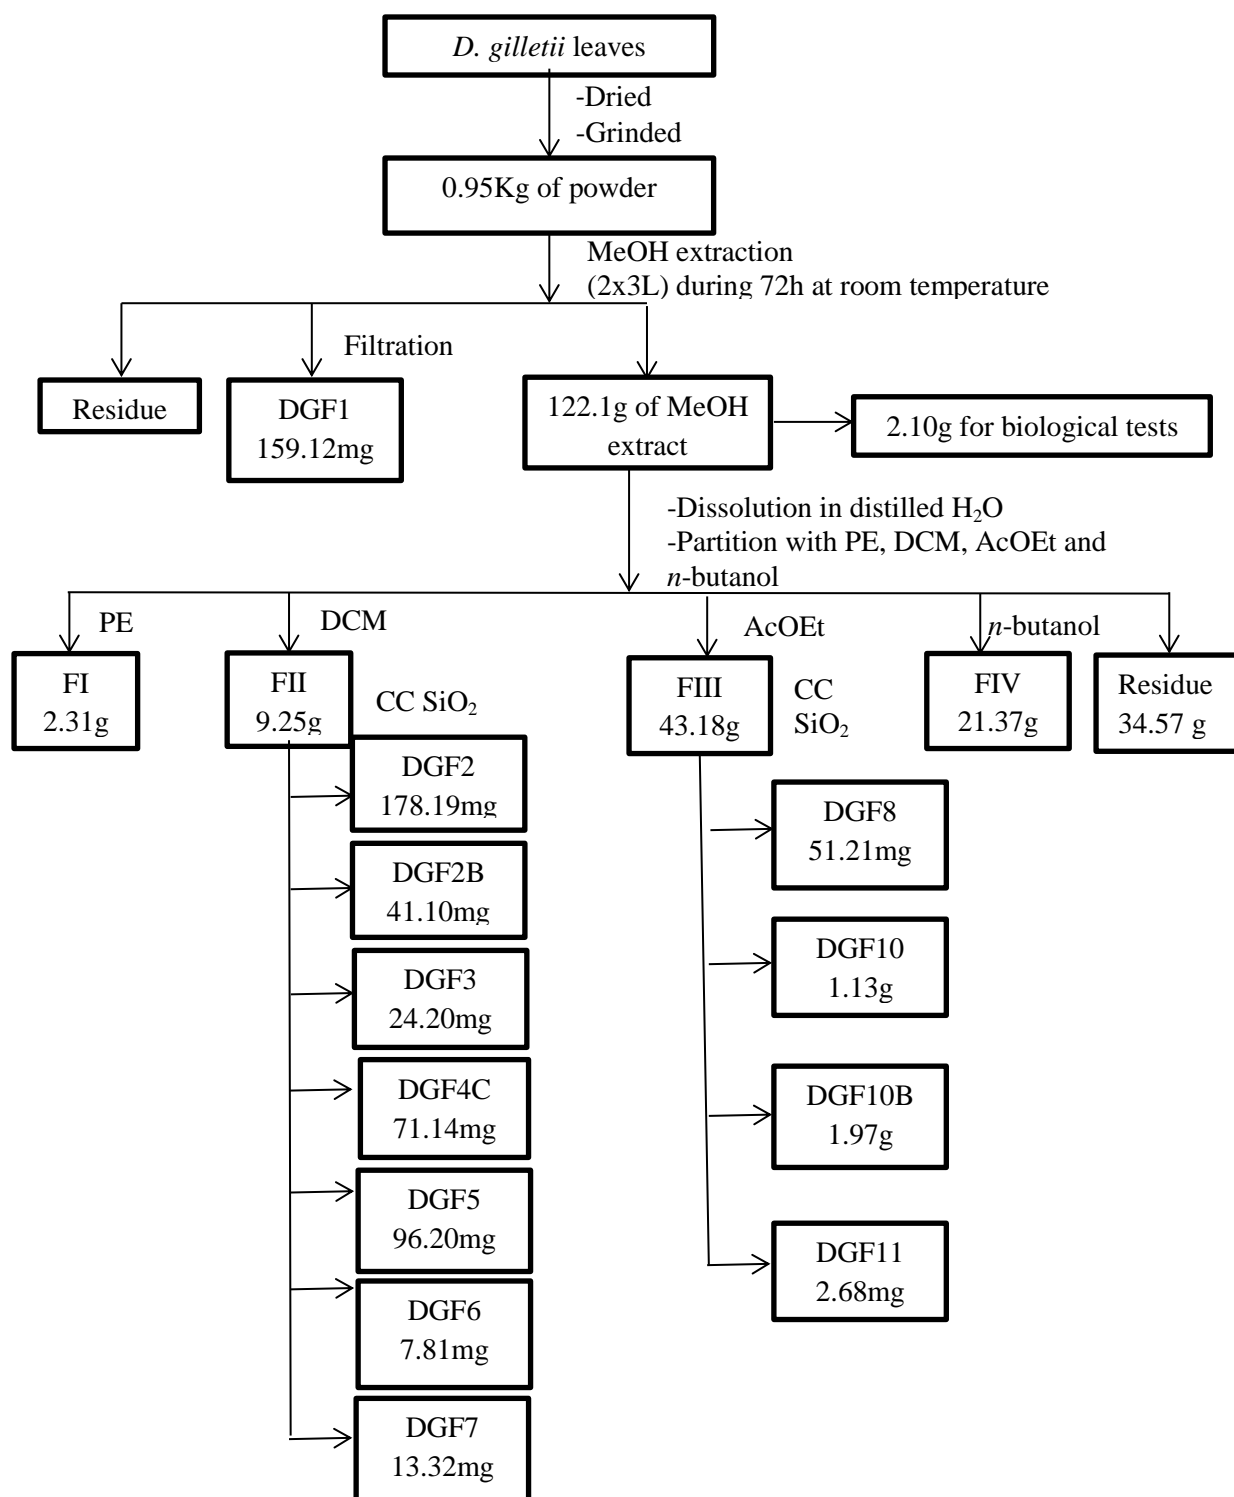 D. gilletii leaves
-Dried
-Grinded
0.95Kg of powder
MeOH extraction
(2x3L) during 72h at room temperature
Filtration
Residue
DGF1
159.12mg
122.1g of MeOH
extract
2.10g for biological tests
-Dissolution in distilled H₂O
-Partition with PE, DCM, AcOEt and
n-butanol
PE
DCM
AcOEt
n-butanol
FI
2.31g
FII
9.25g
CC SiO₂
FIII
43.18g
CC
SiO₂
FIV
21.37g
Residue
34.57 g
DGF2
178.19mg
DGF2B
41.10mg
DGF3
24.20mg
DGF4C
71.14mg
DGF5
96.20mg
DGF6
7.81mg
DGF7
13.32mg
DGF8
51.21mg
DGF10
1.13g
DGF10B
1.97g
DGF11
2.68mg